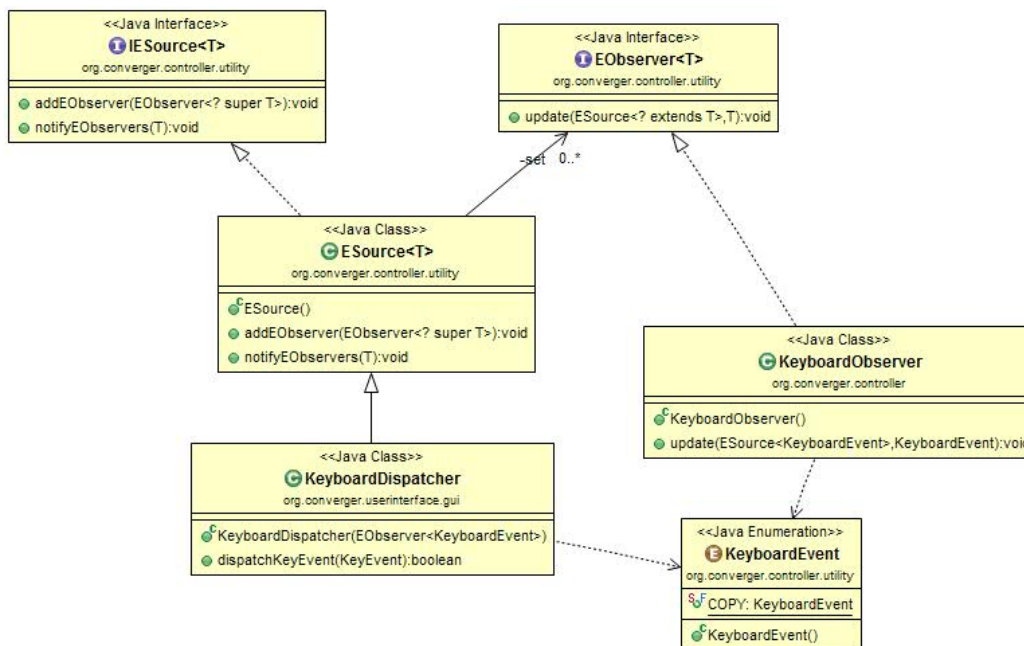 <<Java Interface>>
IESource<T>
org.converger.controller.utility
addEObserver(EObserver<? super T>):void
notifyEObservers(T):void
<<Java Interface>>
EObserver<T>
org.converger.controller.utility
update(ESource<? extends T>,T):void
-set 0..*
<<Java Class>>
ESource<T>
org.converger.controller.utility
ESource()
addEObserver(EObserver<? super T>):void
notifyEObservers(T):void
<<Java Class>>
KeyboardObserver
org.converger.controller
KeyboardObserver()
update(ESource<KeyboardEvent>,KeyboardEvent):void
<<Java Class>>
KeyboardDispatcher
org.converger.userinterface.gui
KeyboardDispatcher(EObserver<KeyboardEvent>)
dispatchKeyEvent(KeyEvent):boolean
<<Java Enumeration>>
KeyboardEvent
org.converger.controller.utility
COPY: KeyboardEvent
KeyboardEvent()